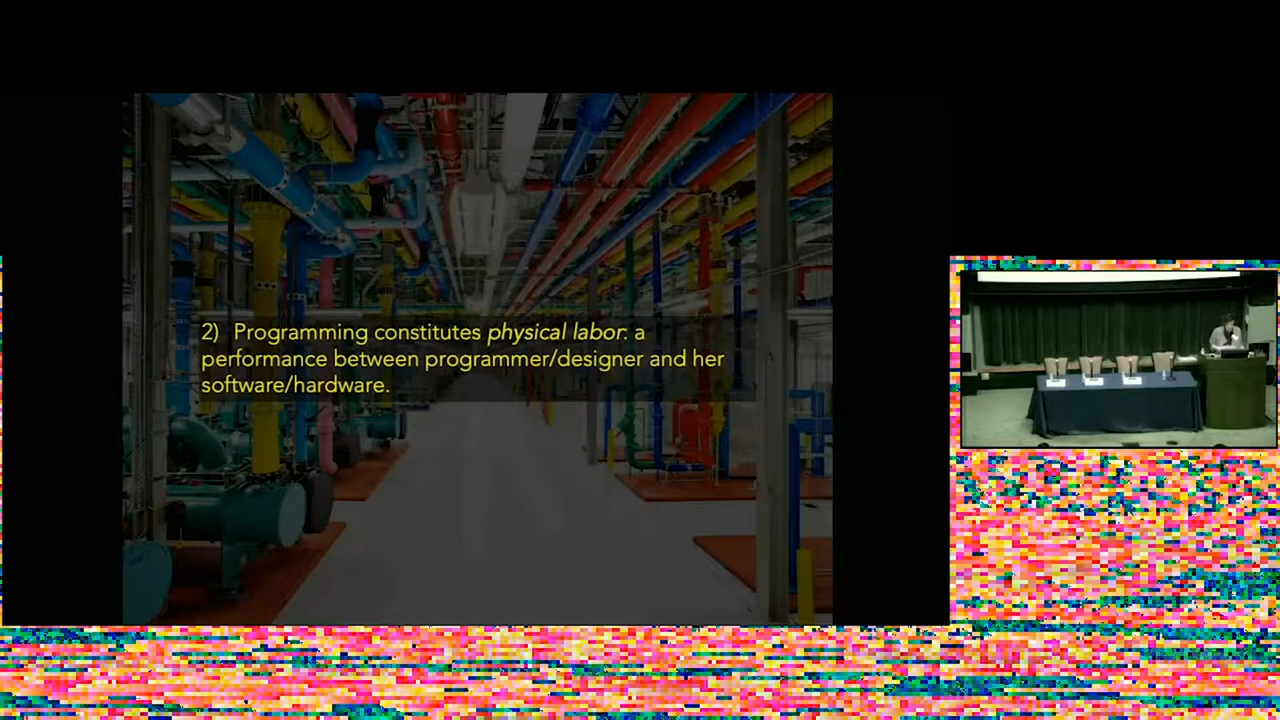 2) Programming constitutes physical labor: a
performance between programmer/designer and her
software/hardware.